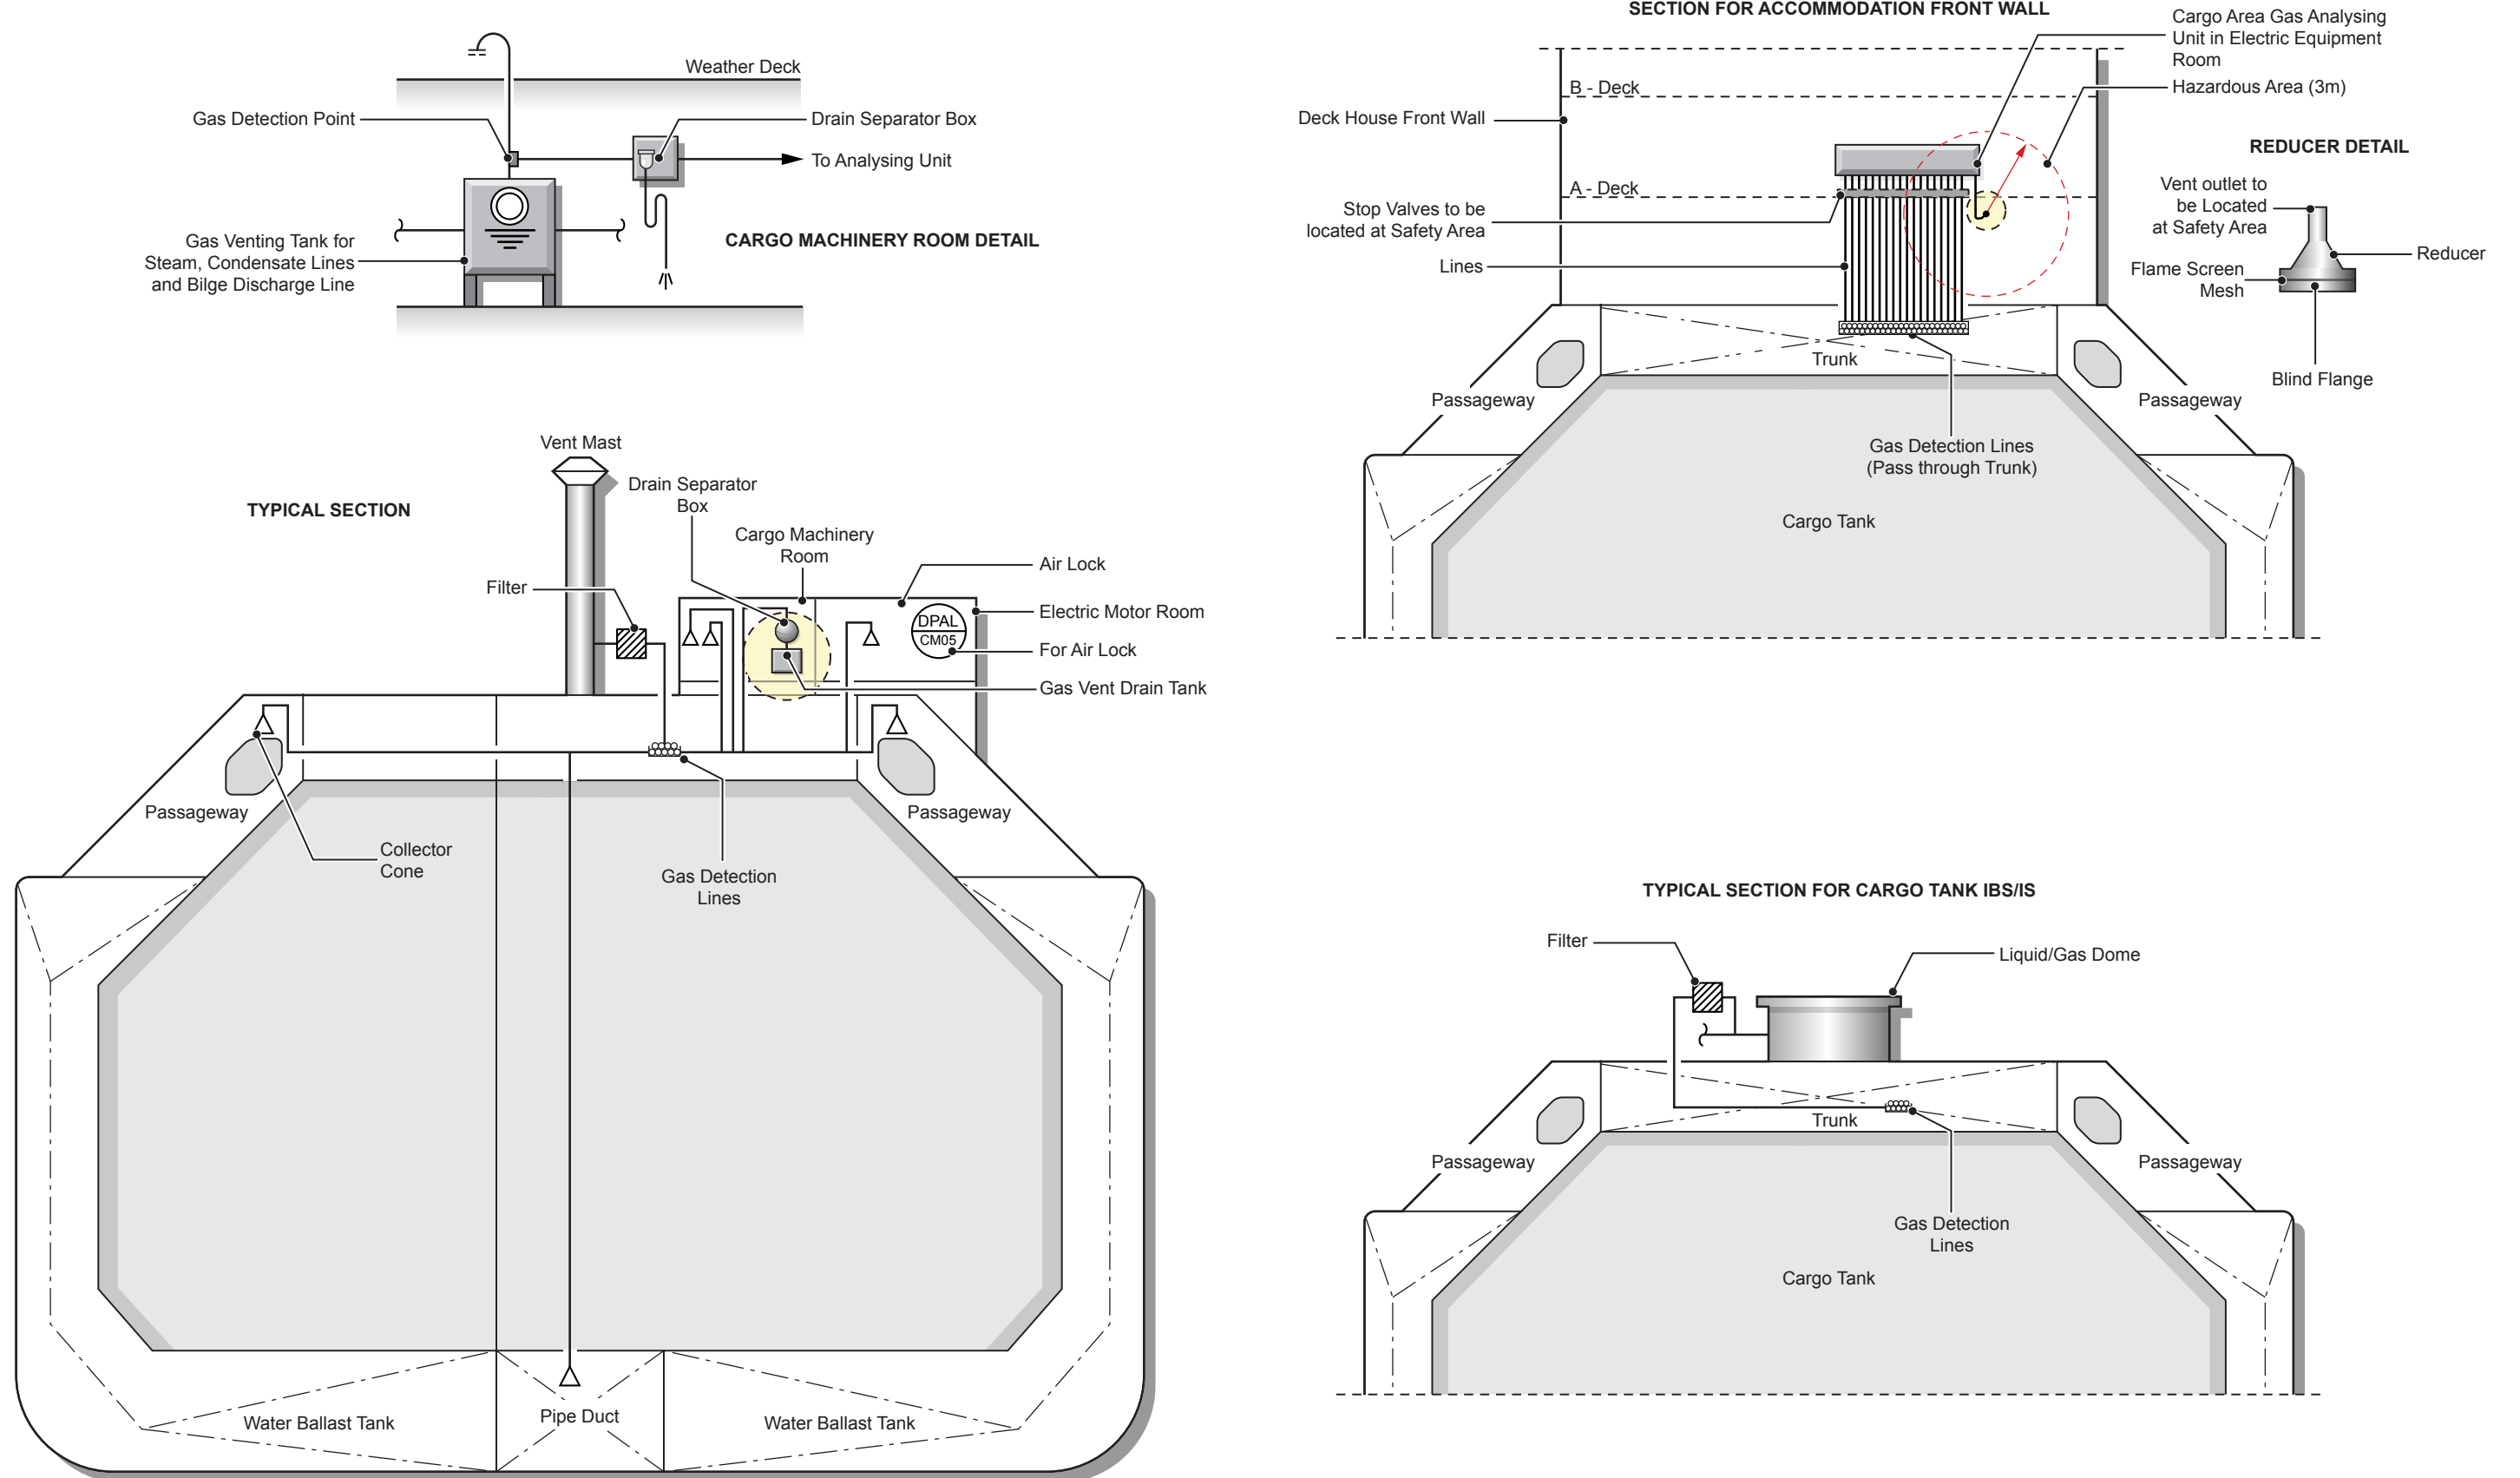 Weather Deck
Gas Detection Point
Drain Separator Box
To Analysing Unit
Gas Venting Tank for
Steam, Condensate Lines
and Bilge Discharge Line
CARGO MACHINERY ROOM DETAIL
SECTION FOR ACCOMMODATION FRONT WALL
Cargo Area Gas Analysing
Unit in Electric Equipment
Room
B - Deck
Hazardous Area (3m)
Deck House Front Wall
A - Deck
Stop Valves to be
located at Safety Area
Lines
Trunk
Passageway
Passageway
Gas Detection Lines
(Pass through Trunk)
Cargo Tank
REDUCER DETAIL
Vent outlet to
be Located
at Safety Area
Reducer
Flame Screen
Mesh
Blind Flange
TYPICAL SECTION
Vent Mast
Drain Separator
Box
Cargo Machinery
Room
Air Lock
Filter
Electric Motor Room
DPAL
CM05
For Air Lock
Gas Vent Drain Tank
Passageway
Passageway
Collector
Cone
Gas Detection
Lines
Water Ballast Tank
Pipe Duct
Water Ballast Tank
TYPICAL SECTION FOR CARGO TANK IBS/IS
Filter
Liquid/Gas Dome
Trunk
Passageway
Passageway
Gas Detection
Lines
Cargo Tank